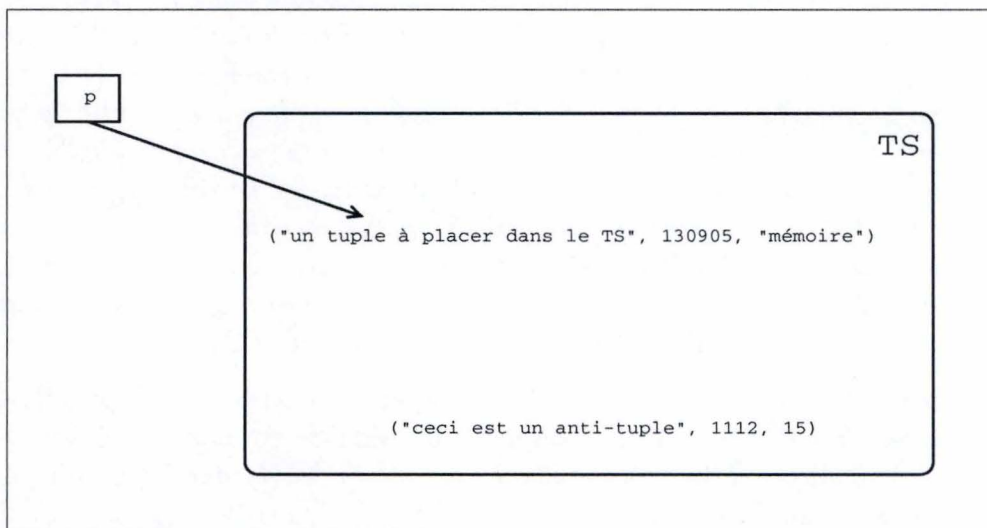 p
TS
("un tuple à placer dans le TS", 130905, "mémoire")
("ceci est un anti-tuple", 1112, 15)